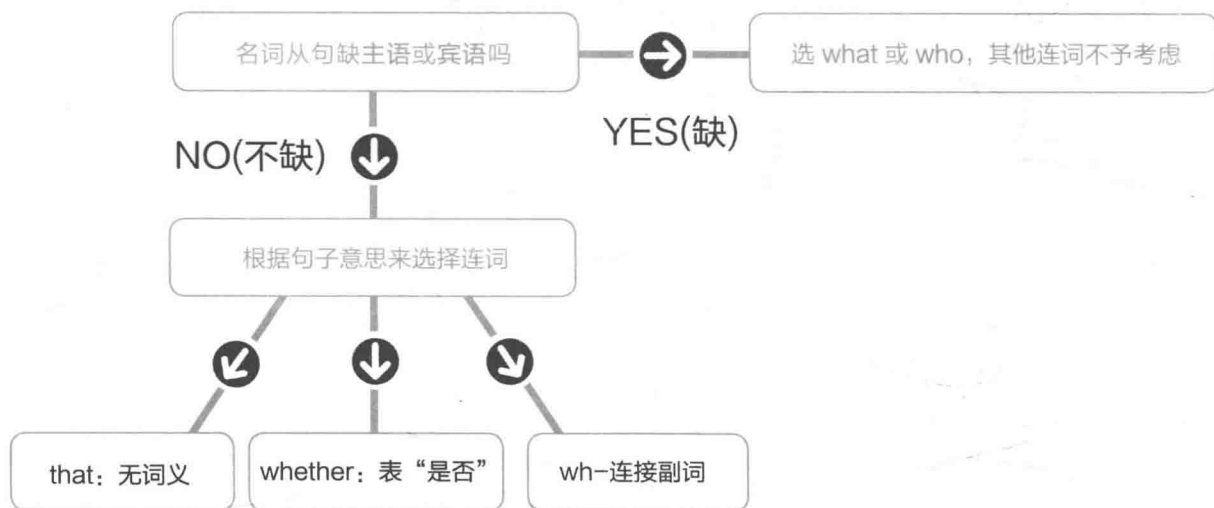 名词从句缺主语或宾语吗
选 what 或 who，其他连词不予考虑
YES(缺)
NO(不缺)
根据句子意思来选择连词
that：无词义
whether：表“是否”
wh-连接副词